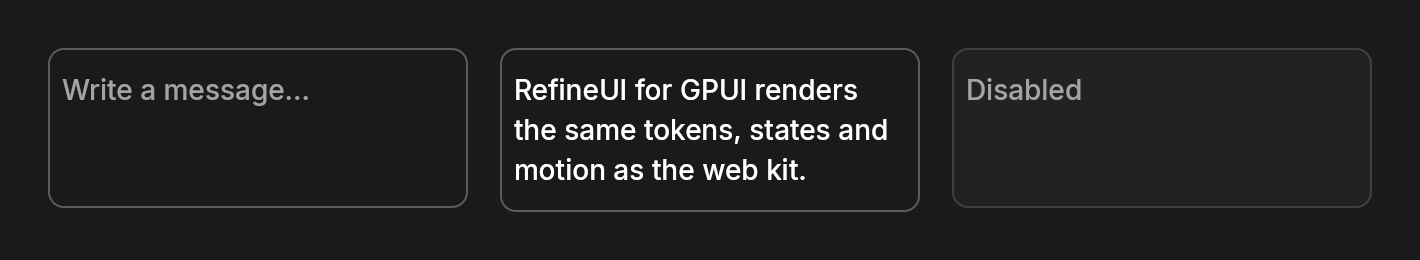 Write a message...
RefineUI for GPUI renders
the same tokens, states and
motion as the web kit.
Disabled